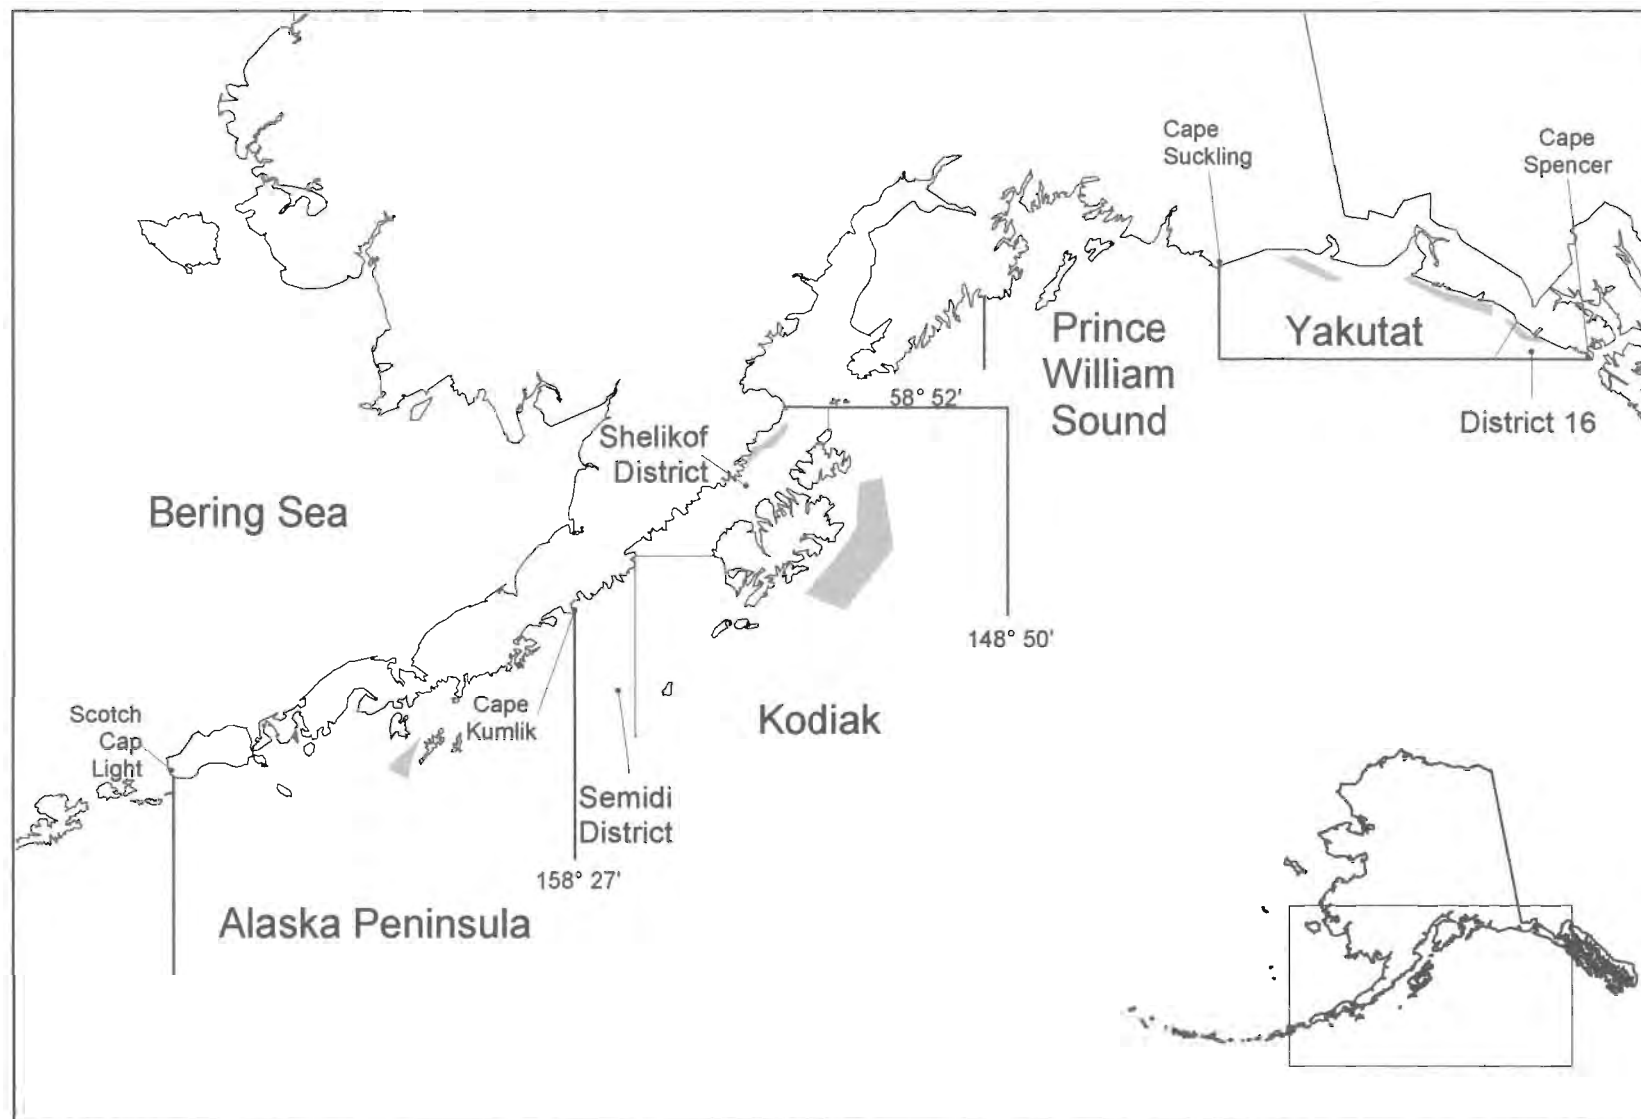 Cape
Suckling
Cape
Spencer
Prince
William
Sound
Yakutat
58° 52'
District 16
Shelikof
District
Bering Sea
148° 50'
Cape
Kumlik
Kodiak
Scotch
Cap
Light
Semidi
District
158° 27'
Alaska Peninsula